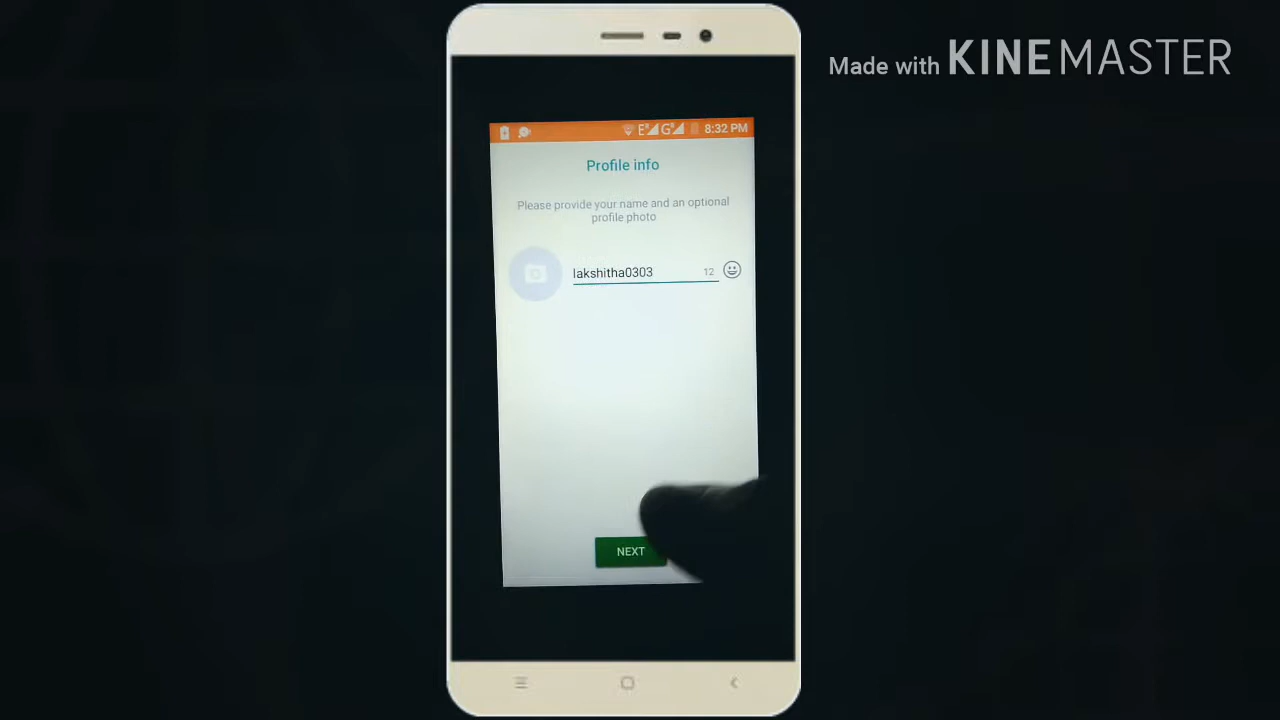 Made with KINEMASTER
8:32 PM
Profile info
Please provide your name and an optional
profile photo
lakshitha0303
12
NEXT